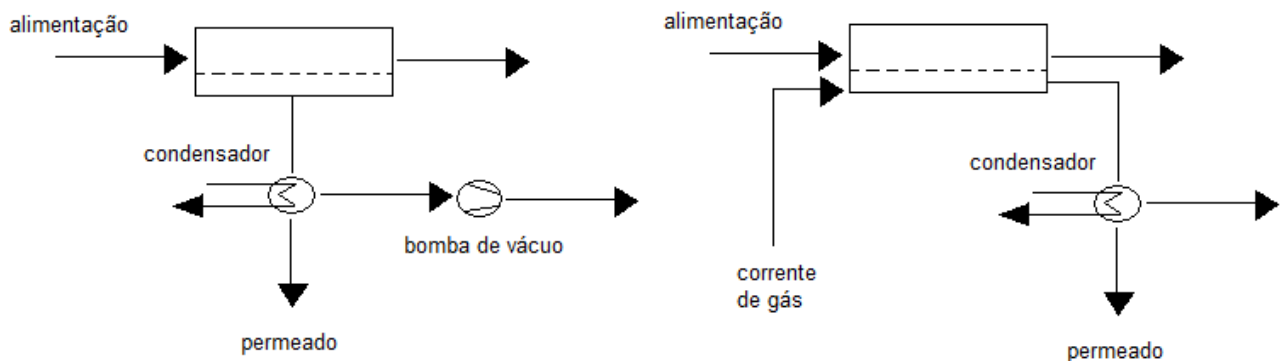 alimentação
condensador
bomba de vácuo
permeado
alimentação
condensador
corrente
de gás
permeado